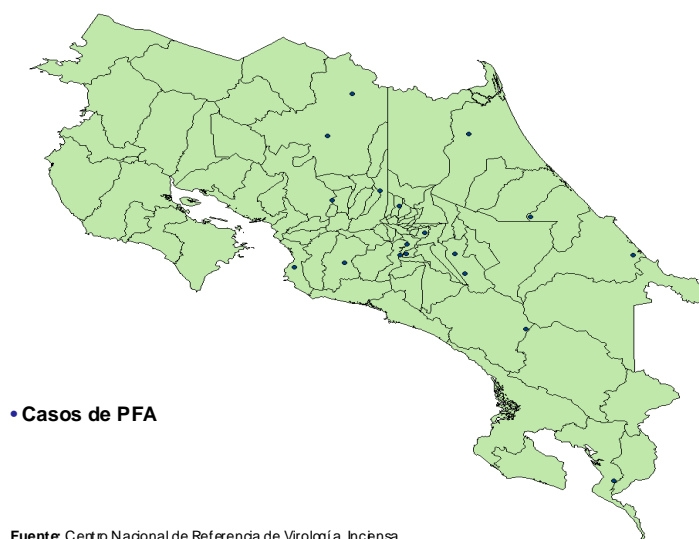 • Casos de PFA
Fuente: Centro Nacional de Referencia de Virología, Inciensa